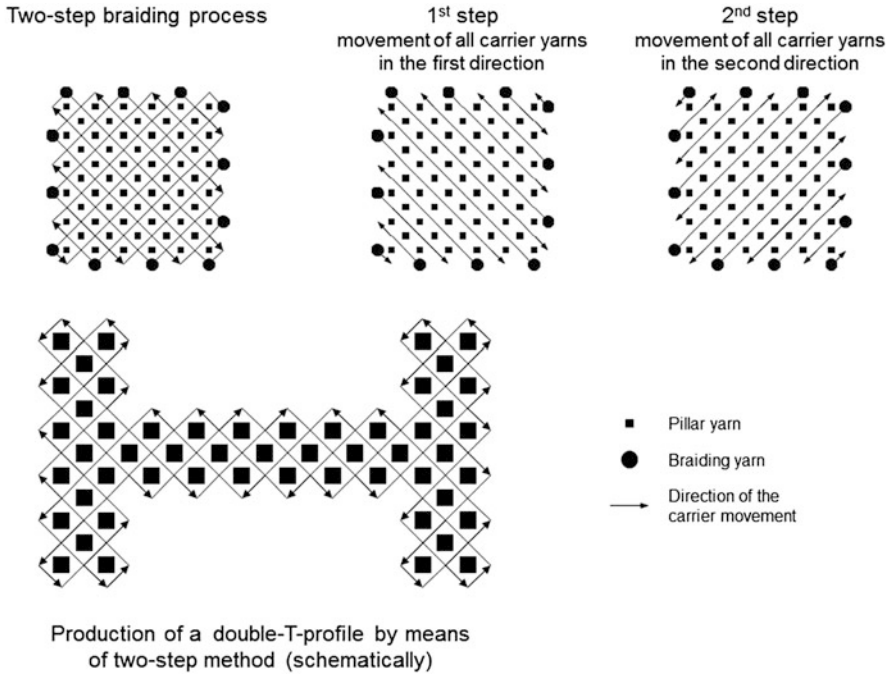 Two-step braiding process
1st step
movement of all carrier yarns
in the first direction
2nd step
movement of all carrier yarns
in the second direction
Pillar yarn
Braiding yarn
Direction of the
carrier movement
Production of a double-T-profile by means
of two-step method (schematically)